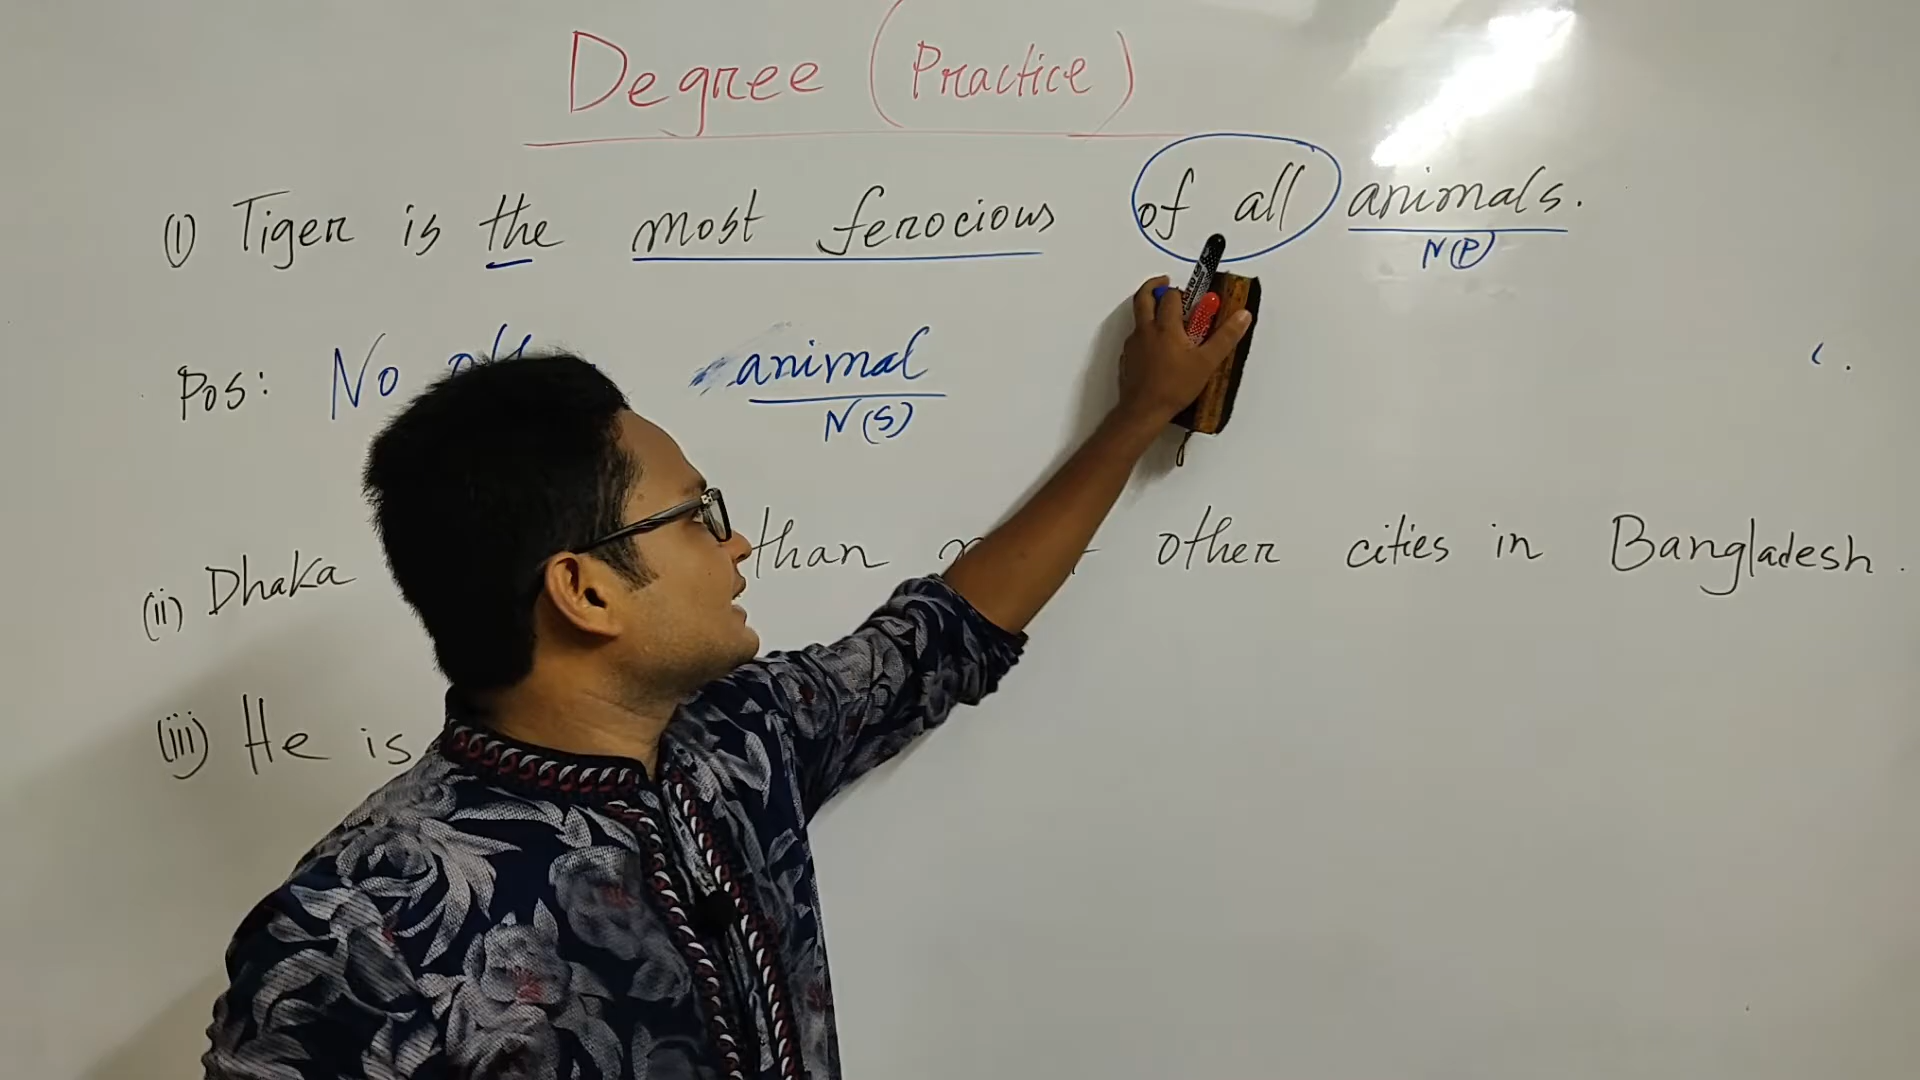 Degree (Practice)
(i) Tiger is the most ferocious of all animals.
N(P)
Pos: No animal
N(S)
(ii) Dhaka than other cities in Bangladesh.
(iii) He is